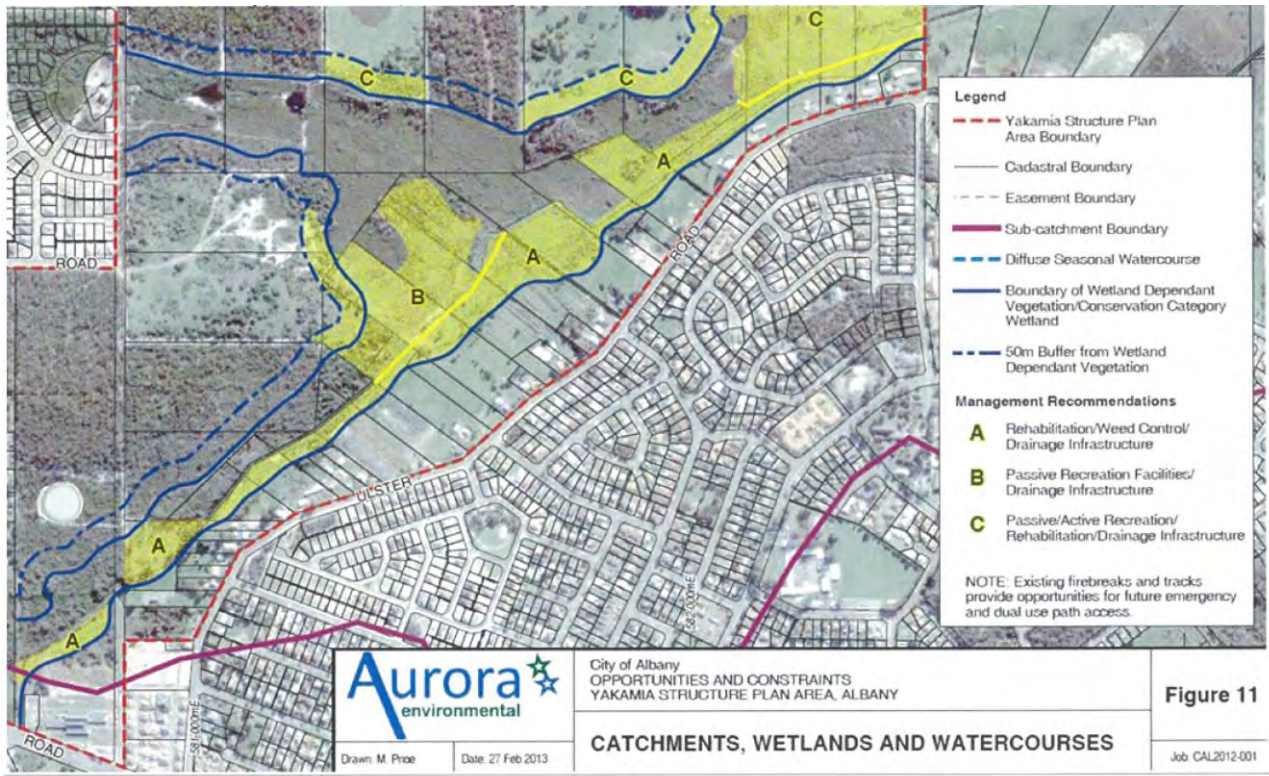 C
C
C
A
ROAD
ROAD
A
B
ULSTER
A
A
ROAD
Legend
Yakamia Structure Plan
Area Boundary
Cadastral Boundary
Easement Boundary
Sub-catchment Boundary
Diffuse Seasonal Watercourse
Boundary of Wetland Dependant
Vegetation/Conservation Category
Wetland
50m Buffer from Wetland
Dependant Vegetation
Management Recommendations
A Rehabilitation/Weed Control/
Drainage Infrastructure
B Passive Recreation Facilities/
Drainage Infrastructure
C Passive/Active Recreation/
Rehabilitation/Drainage Infrastructure
NOTE: Existing firebreaks and tracks
provide opportunities for future emergency
and dual use path access.
Aurora
environmental
Drawn: M. Price
Date: 27 Feb 2013
City of Albany
OPPORTUNITIES AND CONSTRAINTS
YAKAMIA STRUCTURE PLAN AREA, ALBANY
CATCHMENTS, WETLANDS AND WATERCOURSES
Figure 11
Job: CAL2012-001